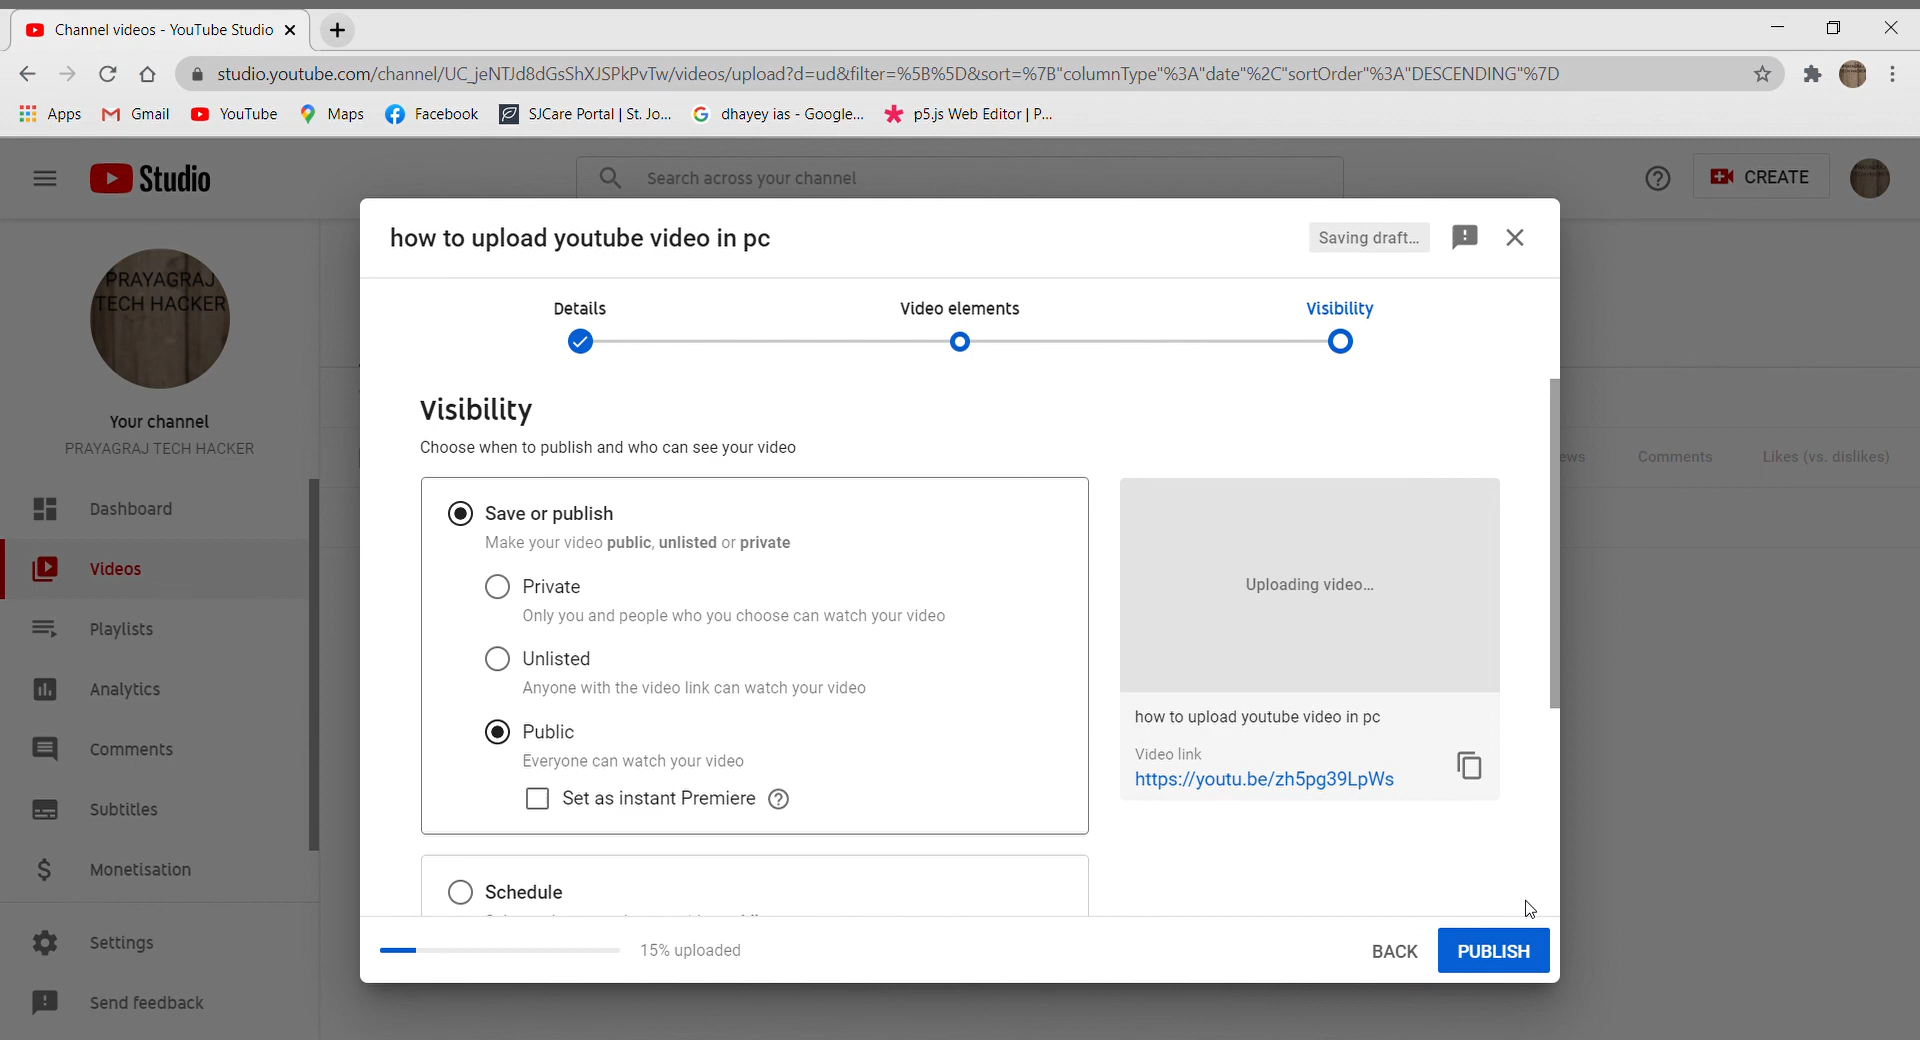 Channel videos - YouTube Studio
studio.youtube.com/channel/UC_jeNTJd8dGsShXJSPkPvTw/videos/upload?d=ud&filter=%5B%5D&sort=%7B"columnType"%3A"date"%2C"sortOrder"%3A"DESCENDING"%7D
Apps Gmail YouTube Maps Facebook SJCare Portal | St. Jo... dhayey ias - Google... p5.js Web Editor | P...
Studio
Search across your channel
CREATE
how to upload youtube video in pc
Saving draft...
PRAYAGRAJ
TECH HACKER
Your channel
PRAYAGRAJ TECH HACKER
Dashboard
Videos
Playlists
Analytics
Comments
Subtitles
Monetisation
Settings
Send feedback
Details Video elements Visibility
Visibility
Choose when to publish and who can see your video
Save or publish
Make your video public, unlisted or private
Private
Only you and people who you choose can watch your video
Unlisted
Anyone with the video link can watch your video
Public
Everyone can watch your video
Set as instant Premiere
Schedule
Uploading video...
how to upload youtube video in pc
Video link
https://youtu.be/zh5pg39LpWs
Comments Likes (vs. dislikes)
15% uploaded
BACK PUBLISH